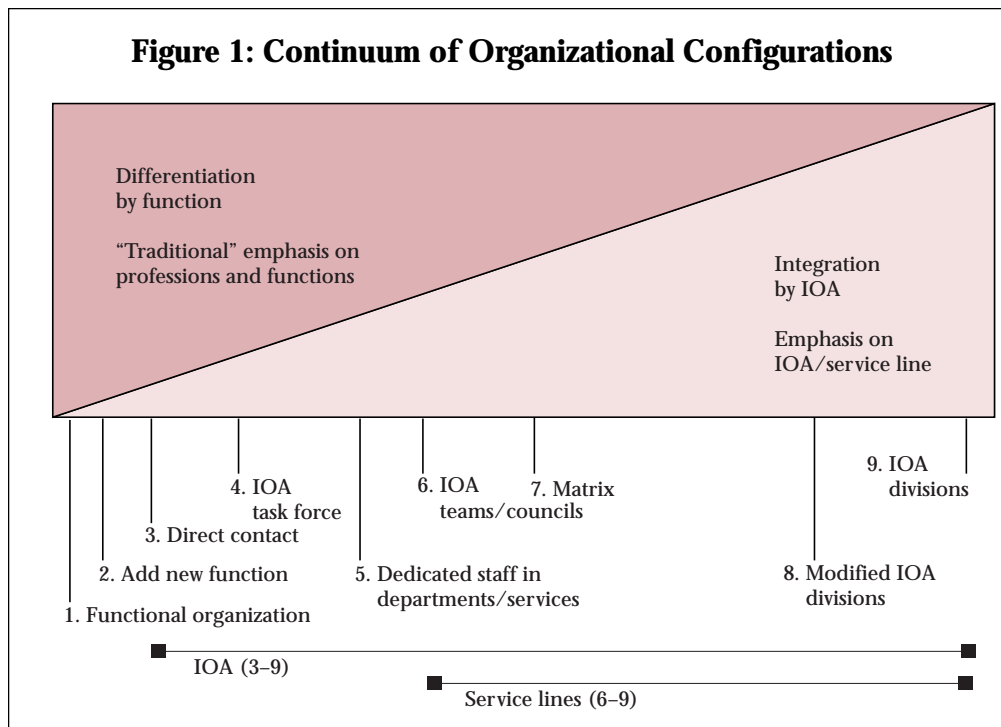 Figure 1: Continuum of Organizational Configurations
Differentiation
by function
“Traditional” emphasis on
professions and functions
Integration
by IOA
Emphasis on
IOA/service line
1. Functional organization
2. Add new function
3. Direct contact
4. IOA
task force
5. Dedicated staff in
departments/services
6. IOA
teams/councils
7. Matrix
8. Modified IOA
divisions
9. IOA
divisions
IOA (3–9)
Service lines (6–9)